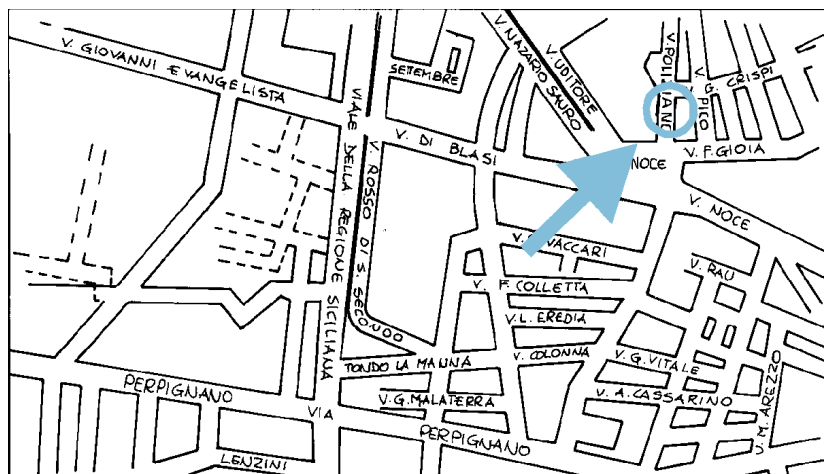 V. GIOVANNI EVANGELISTA
SETEMBRE
V. NAZARIO SAURO
V. UDITORE
V. POLIZIANO
V. PICO
V. G. CRISPI
VIALE DELLA REGIONE SICILIANA
V. ROSSO DI S. SECONDO
V. DI BLASI
NOCE
V. F. GIOIA
V. NOCE
VACCARI
V. RAU
V. F. COLLETTA
V. L. EREDIA
V. COLONNA
TONDO LA MANNA
V. G. VITALE
V. G. MALATERRA
V. A. CASSARINO
V. M. AREZZO
VIA
PERPIGNANO
PERPIGNANO
LENZINI